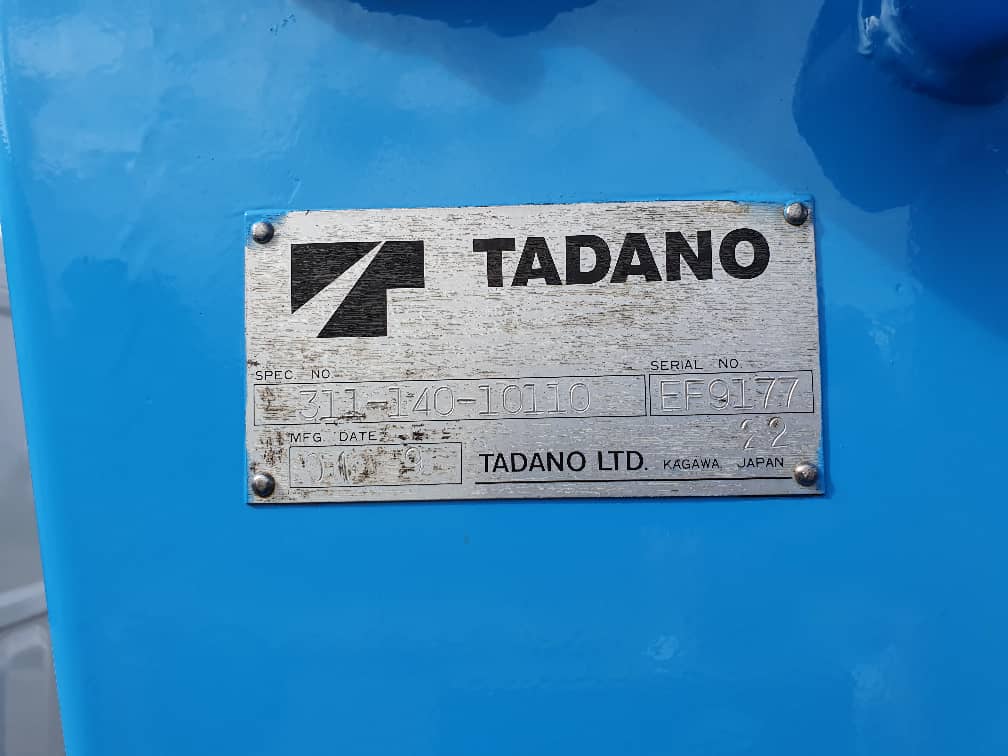 TADANO
SPEC. NO.
SERIAL NO.
311-140-10110
EF9177
22
MFG. DATE
TADANO LTD. KAGAWA JAPAN